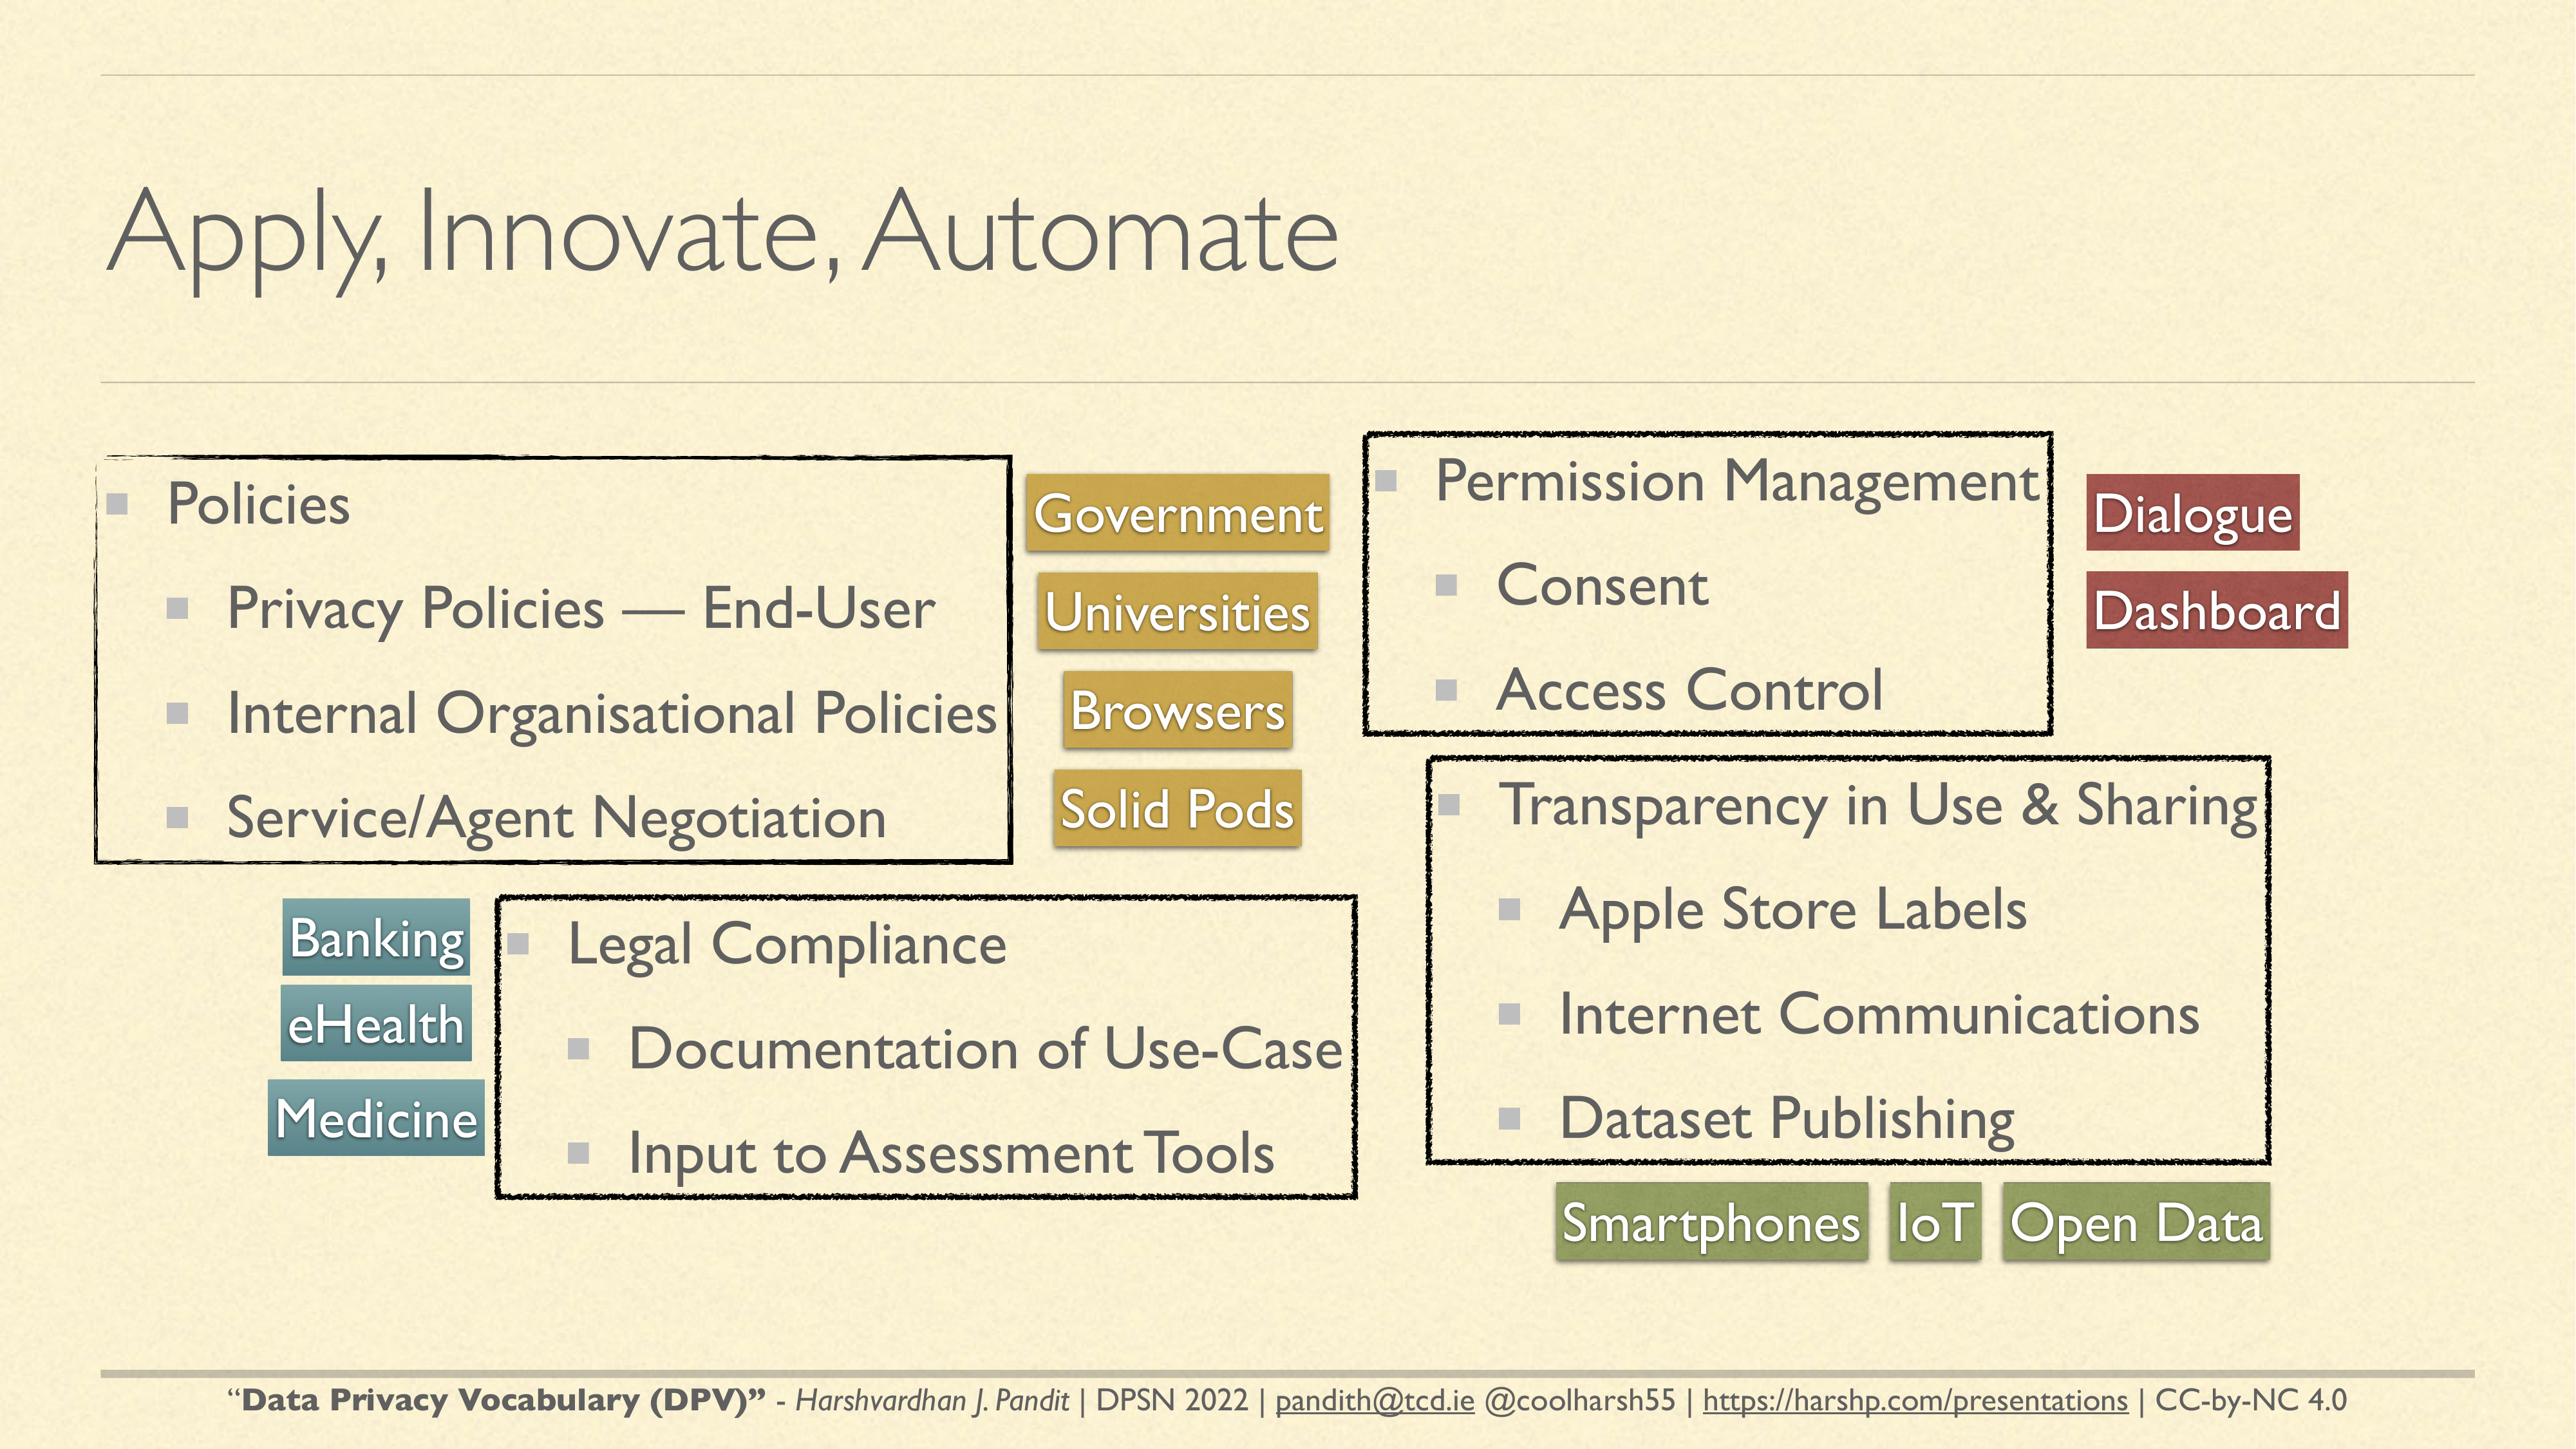 Apply, Innovate, Automate
Policies
Privacy Policies — End-User
Internal Organisational Policies
Service/Agent Negotiation
Government
Universities
Browsers
Solid Pods
Permission Management
Consent
Access Control
Dialogue
Dashboard
Banking
eHealth
Medicine
Legal Compliance
Documentation of Use-Case
Input to Assessment Tools
Transparency in Use & Sharing
Apple Store Labels
Internet Communications
Dataset Publishing
Smartphones IoT Open Data
“Data Privacy Vocabulary (DPV)” - Harshvardhan J. Pandit | DPSN 2022 | pandith@tcd.ie @coolharsh55 | https://harshp.com/presentations | CC-by-NC 4.0